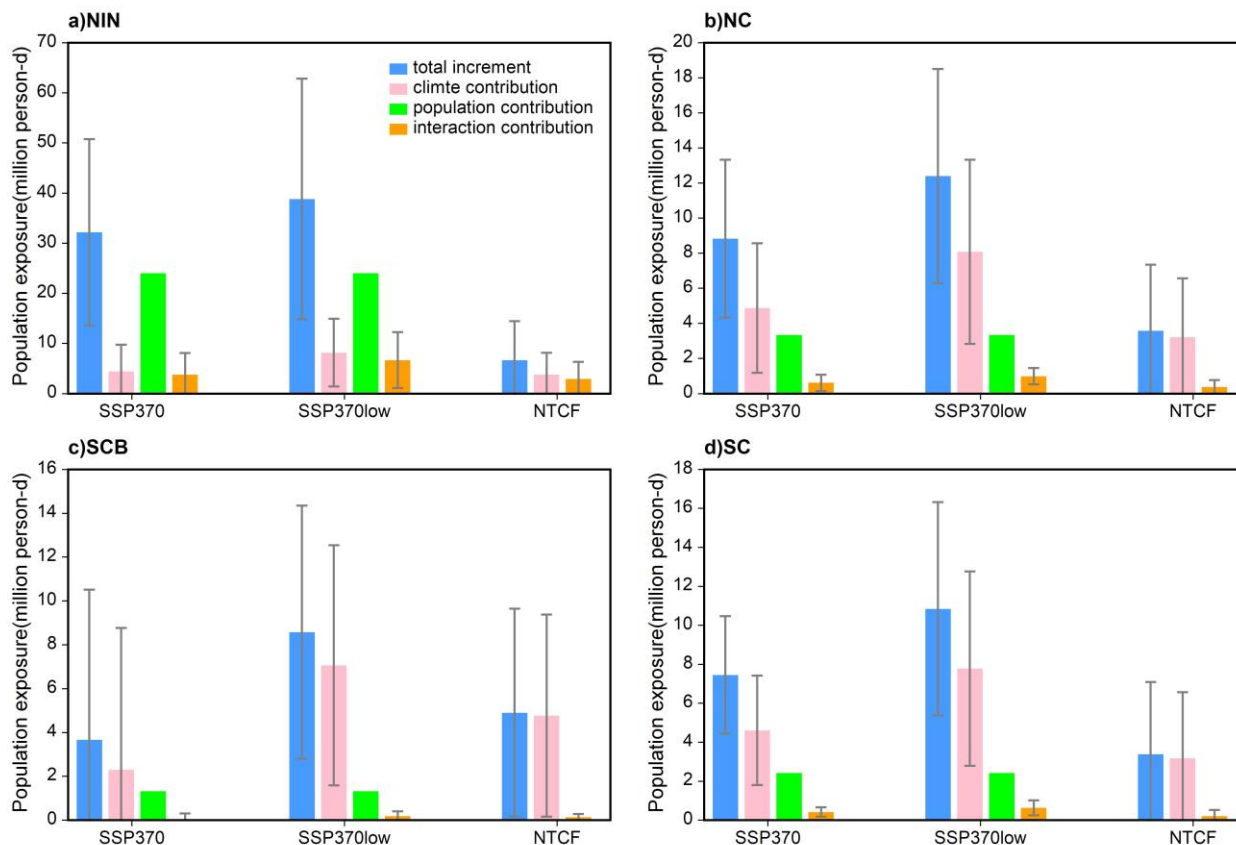 a)NIN
Population exposure(million person-d)
70
60
50
40
30
20
10
0
total increment
climte contribution
population contribution
interaction contribution
SSP370 SSP370low NTCF
b)NC
Population exposure(million person-d)
20
18
16
14
12
10
8
6
4
2
0
SSP370 SSP370low NTCF
c)SCB
Population exposure(million person-d)
16
14
12
10
8
6
4
2
0
SSP370 SSP370low NTCF
d)SC
Population exposure(million person-d)
18
16
14
12
10
8
6
4
2
0
SSP370 SSP370low NTCF